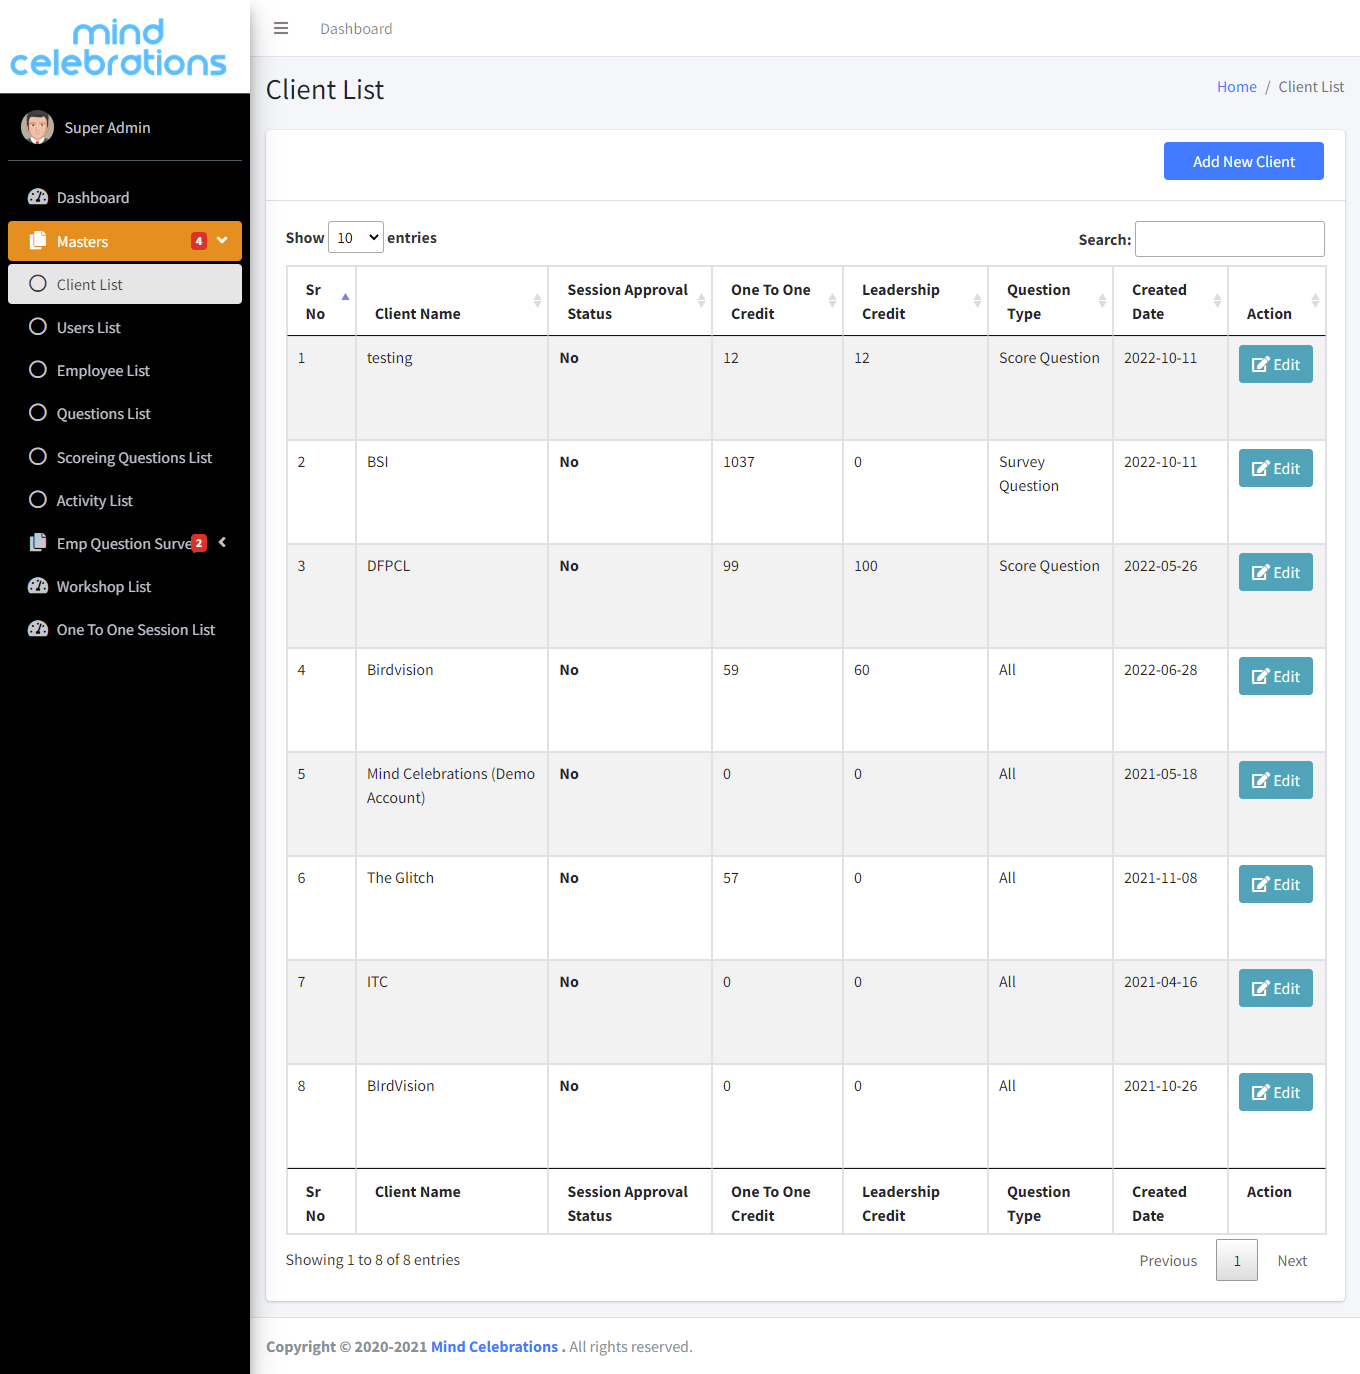 mind
celebrations
Super Admin
Dashboard
Masters 4
Client List
Users List
Employee List
Questions List
Scoreing Questions List
Activity List
Emp Question Surve 2
Workshop List
One To One Session List
Dashboard
Client List
Home / Client List
Add New Client
Show 10 entries
Search:
Sr No Client Name Session Approval Status One To One Credit Leadership Credit Question Type Created Date Action
1 testing No 12 12 Score Question 2022-10-11 Edit
2 BSI No 1037 0 Survey Question 2022-10-11 Edit
3 DFPCL No 99 100 Score Question 2022-05-26 Edit
4 Birdvision No 59 60 All 2022-06-28 Edit
5 Mind Celebrations (Demo Account) No 0 0 All 2021-05-18 Edit
6 The Glitch No 57 0 All 2021-11-08 Edit
7 ITC No 0 0 All 2021-04-16 Edit
8 BIrdVision No 0 0 All 2021-10-26 Edit
Sr No Client Name Session Approval Status One To One Credit Leadership Credit Question Type Created Date Action
Showing 1 to 8 of 8 entries
Previous 1 Next
Copyright © 2020-2021 Mind Celebrations . All rights reserved.